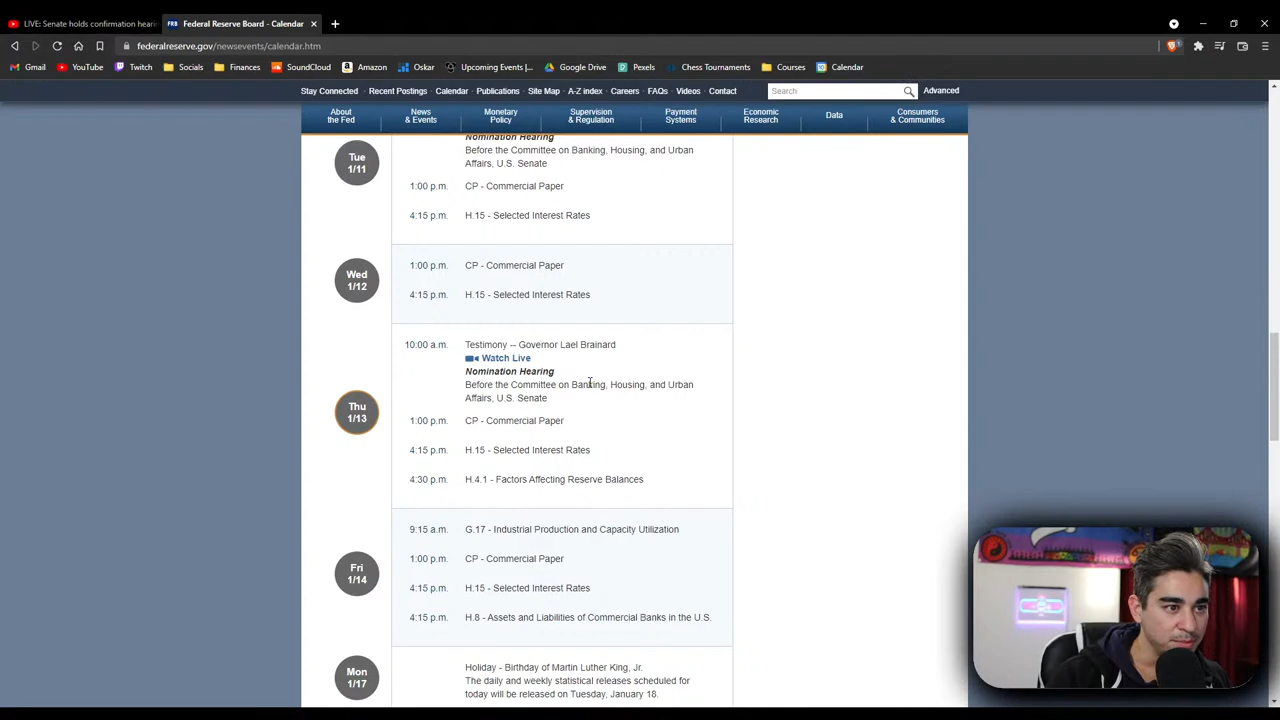 LIVE: Senate holds confirmation heari
FRB
Federal Reserve Board - Calendar
federalreserve.gov/newsevents/calendar.htm
Gmail
YouTube
Twitch
Socials
Finances
SoundCloud
Amazon
Oskar
Upcoming Events |...
Google Drive
Pexels
Chess Tournaments
Courses
Calendar
Stay Connected
Recent Postings
Calendar
Publications
Site Map
A-Z index
Careers
FAQs
Videos
Contact
Search
Advanced
About
the Fed
News
& Events
Monetary
Policy
Supervision
& Regulation
Payment
Systems
Economic
Research
Data
Consumers
& Communities
Tue
1/11
Nomination Hearing
Before the Committee on Banking, Housing, and Urban
Affairs, U.S. Senate
1:00 p.m. CP - Commercial Paper
4:15 p.m. H.15 - Selected Interest Rates
Wed
1/12
1:00 p.m. CP - Commercial Paper
4:15 p.m. H.15 - Selected Interest Rates
Thu
1/13
10:00 a.m. Testimony -- Governor Lael Brainard
Watch Live
Nomination Hearing
Before the Committee on Banking, Housing, and Urban
Affairs, U.S. Senate
1:00 p.m. CP - Commercial Paper
4:15 p.m. H.15 - Selected Interest Rates
4:30 p.m. H.4.1 - Factors Affecting Reserve Balances
Fri
1/14
9:15 a.m. G.17 - Industrial Production and Capacity Utilization
1:00 p.m. CP - Commercial Paper
4:15 p.m. H.15 - Selected Interest Rates
4:15 p.m. H.8 - Assets and Liabilities of Commercial Banks in the U.S.
Mon
1/17
Holiday - Birthday of Martin Luther King, Jr.
The daily and weekly statistical releases scheduled for
today will be released on Tuesday, January 18.